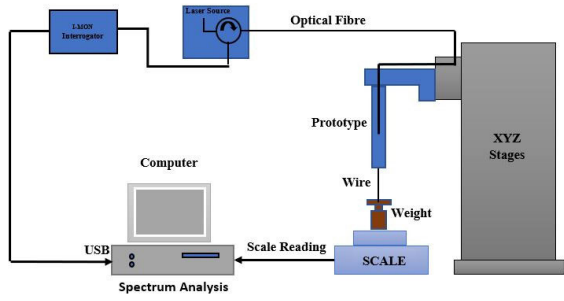 I-MON
Interrogator
Laser Source
Optical Fibre
Prototype
XYZ
Stages
Computer
Wire
Weight
USB
Scale Reading
SCALE
Spectrum Analysis